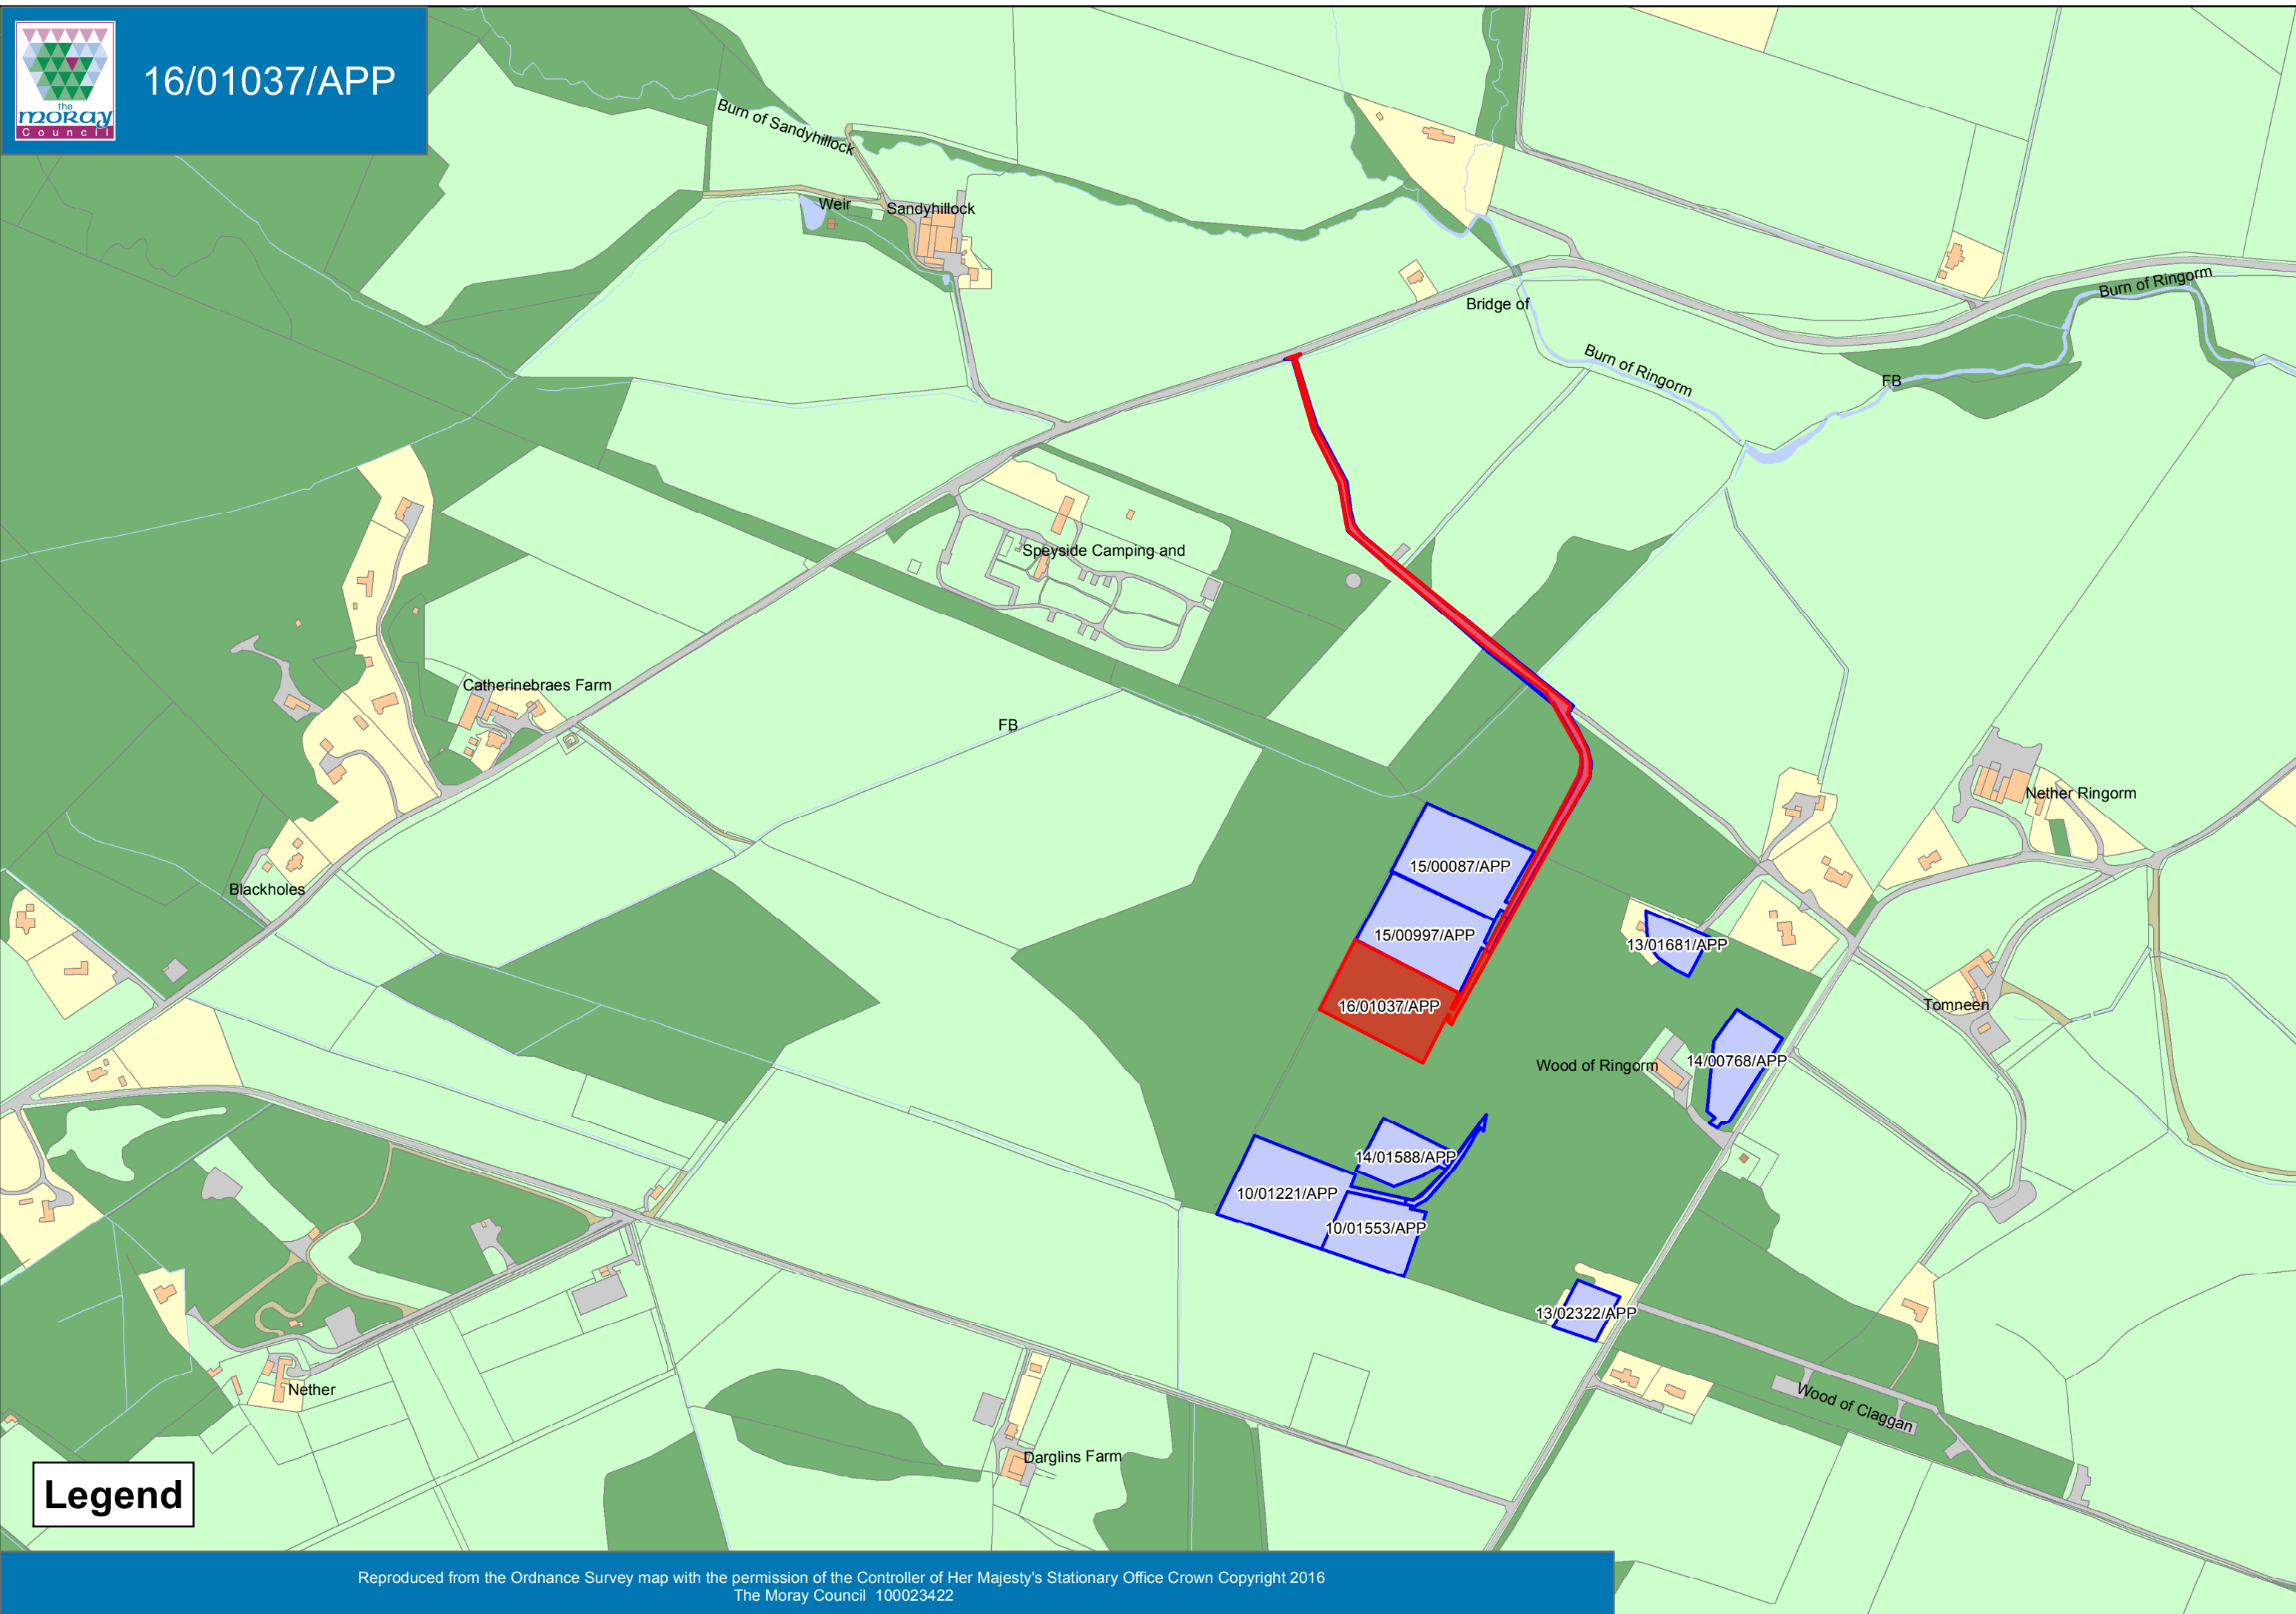 the
moray
Council
16/01037/APP
Burn of Sandyhillock
Weir
Sandyhillock
Bridge of
Burn of Ringorm
Burn of Ringorm
FB
Speyside Camping and
Catherinebraes Farm
FB
Nether Ringorm
15/00087/APP
Blackholes
15/00997/APP
13/01681/APP
16/01037/APP
Tomneen
Wood of Ringorm
14/00768/APP
14/01588/APP
10/01221/APP
10/01553/APP
13/02322/APP
Nether
Wood of Claggan
Darglins Farm
Legend
Reproduced from the Ordnance Survey map with the permission of the Controller of Her Majesty's Stationary Office Crown Copyright 2016
The Moray Council 100023422